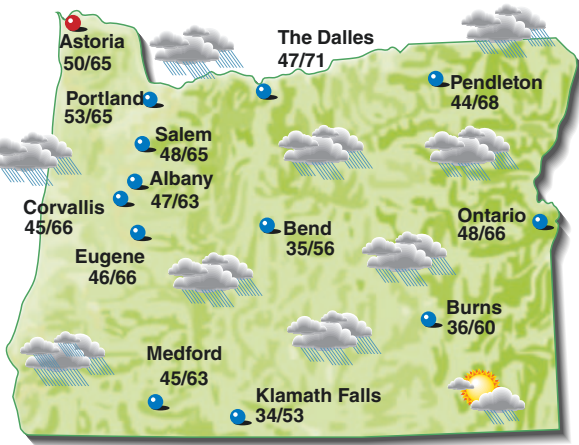 Astoria
50/65
The Dalles
47/71
Pendleton
44/68
Portland
53/65
Salem
48/65
Albany
47/63
Corvallis
45/66
Eugene
46/66
Bend
35/56
Ontario
48/66
Burns
36/60
Medford
45/63
Klamath Falls
34/53